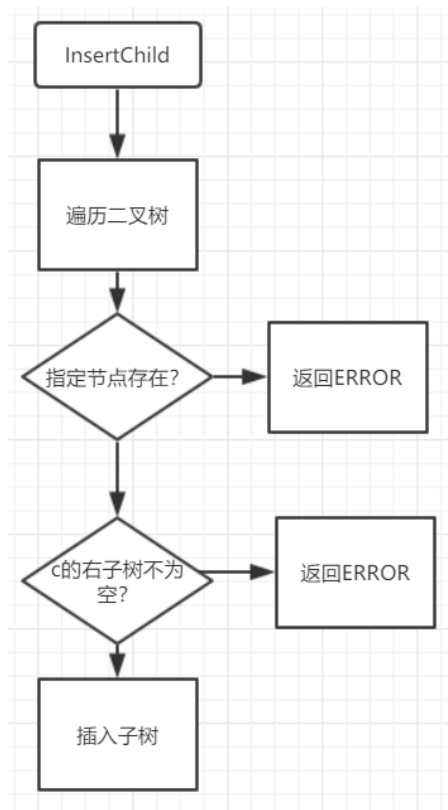 InsertChild
遍历二叉树
指定节点存在?
返回ERROR
c的右子树不为
空?
返回ERROR
插入子树